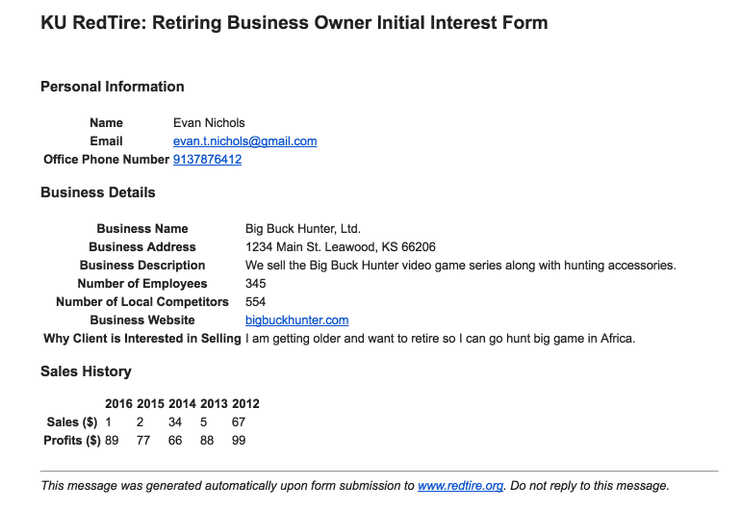 KU RedTire: Retiring Business Owner Initial Interest Form
Personal Information
Name Evan Nichols
Email evan.t.nichols@gmail.com
Office Phone Number 9137876412
Business Details
Business Name Big Buck Hunter, Ltd.
Business Address 1234 Main St. Leawood, KS 66206
Business Description We sell the Big Buck Hunter video game series along with hunting accessories.
Number of Employees 345
Number of Local Competitors 554
Business Website bigbuckhunter.com
Why Client is Interested in Selling I am getting older and want to retire so I can go hunt big game in Africa.
Sales History
2016 2015 2014 2013 2012
Sales ($) 1 2 34 5 67
Profits ($) 89 77 66 88 99
This message was generated automatically upon form submission to www.redtire.org. Do not reply to this message.